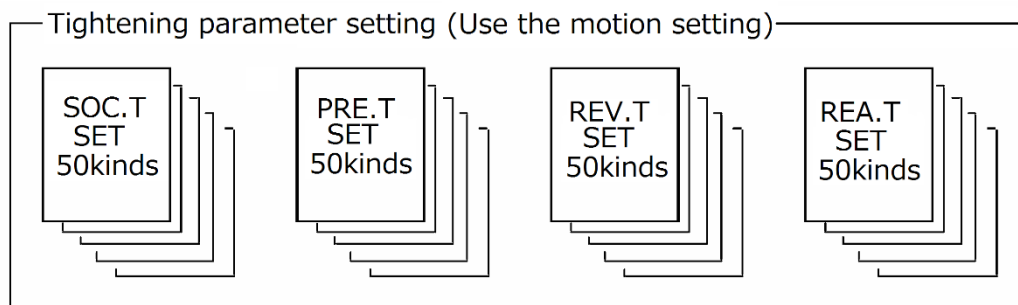 Tightening parameter setting (Use the motion setting)
SOC.T
SET
50kinds
PRE.T
SET
50kinds
REV.T
SET
50kinds
REA.T
SET
50kinds